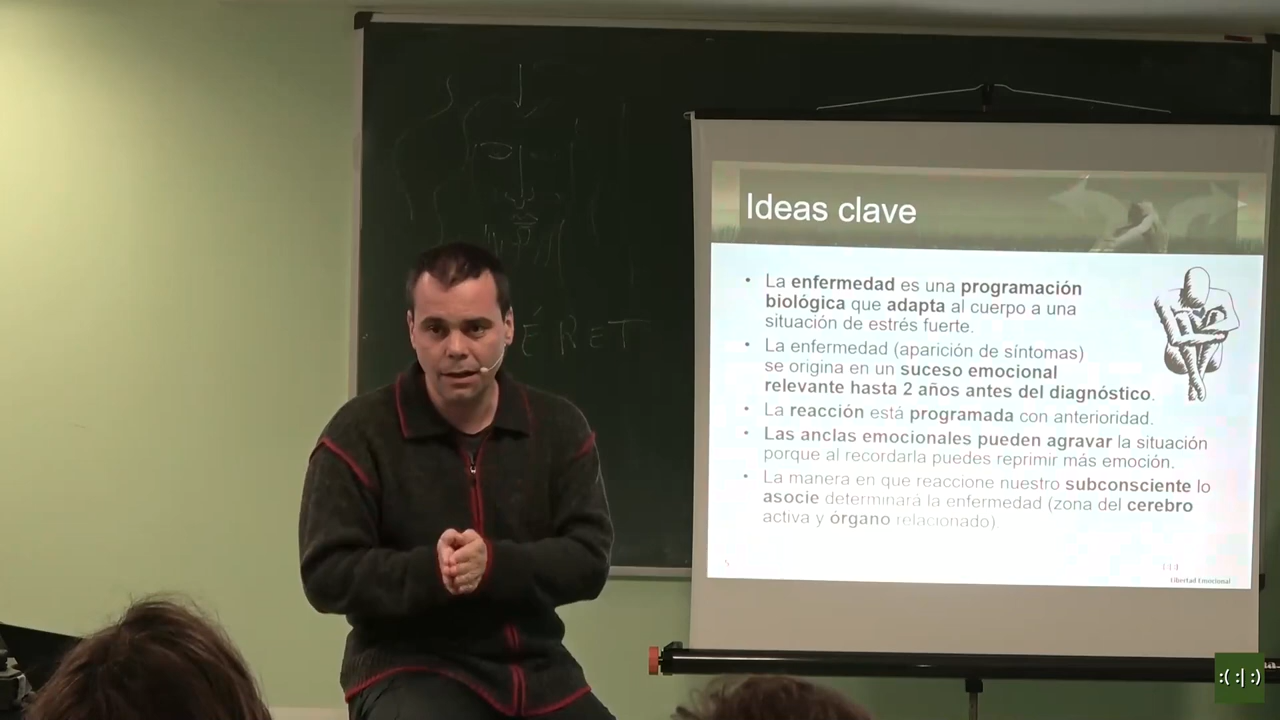 ÉRET
Ideas clave
• La enfermedad es una programación
biológica que adapta al cuerpo a una
situación de estrés fuerte.
• La enfermedad (aparición de síntomas)
se origina en un suceso emocional
relevante hasta 2 años antes del diagnóstico.
• La reacción está programada con anterioridad.
• Las anclas emocionales pueden agravar la situación
porque al recordarla puedes reprimir más emoción.
• La manera en que reaccione nuestro subconsciente lo
asocie determinará la enfermedad (zona del cerebro
activa y órgano relacionado)
Libertad Emocional
:( :| :)